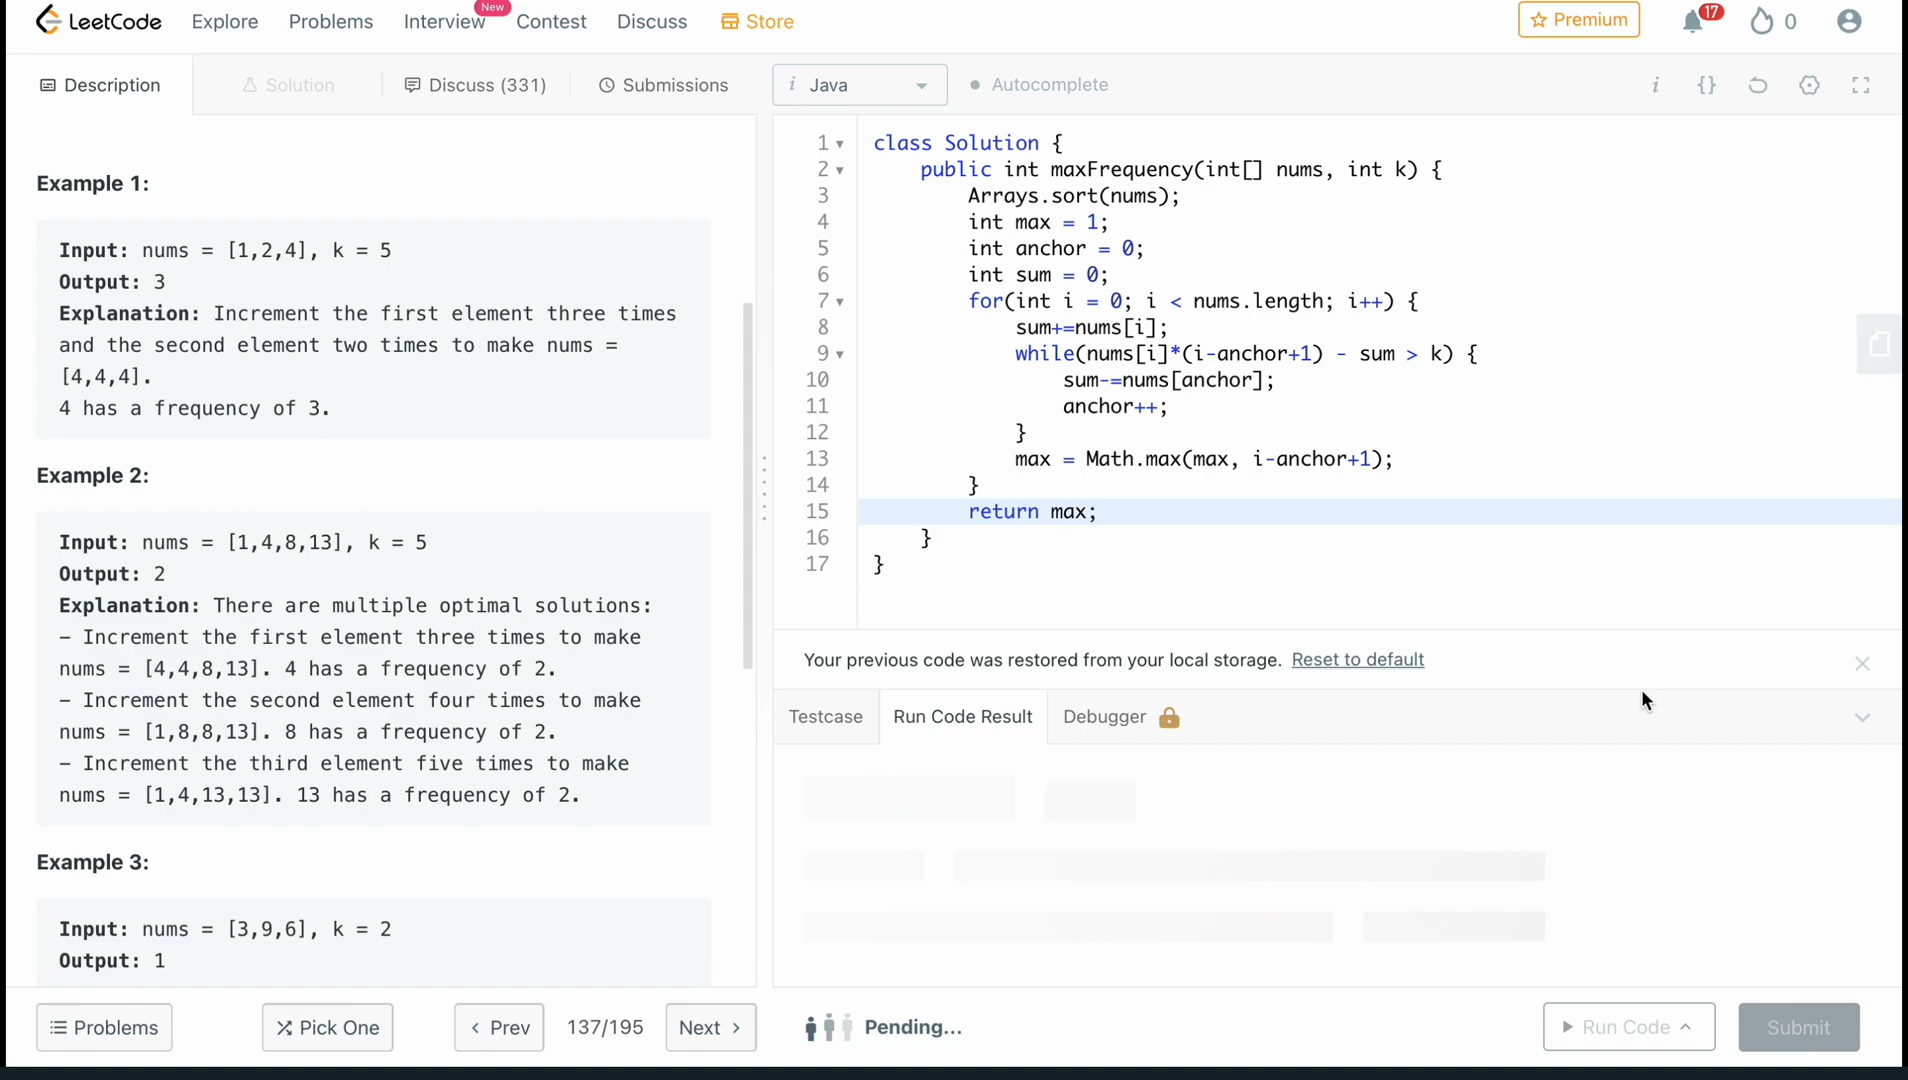 LeetCode Explore Problems Interview New Contest Discuss Store Premium 17 0
Description Solution Discuss (331) Submissions
i Java Autocomplete i {}
Example 1:
Input: nums = [1,2,4], k = 5
Output: 3
Explanation: Increment the first element three times
and the second element two times to make nums =
[4,4,4].
4 has a frequency of 3.
Example 2:
Input: nums = [1,4,8,13], k = 5
Output: 2
Explanation: There are multiple optimal solutions:
- Increment the first element three times to make
nums = [4,4,8,13]. 4 has a frequency of 2.
- Increment the second element four times to make
nums = [1,8,8,13]. 8 has a frequency of 2.
- Increment the third element five times to make
nums = [1,4,13,13]. 13 has a frequency of 2.
Example 3:
Input: nums = [3,9,6], k = 2
Output: 1
Problems Pick One Prev 137/195 Next
1 class Solution {
2 public int maxFrequency(int[] nums, int k) {
3 Arrays.sort(nums);
4 int max = 1;
5 int anchor = 0;
6 int sum = 0;
7 for(int i = 0; i < nums.length; i++) {
8 sum+=nums[i];
9 while(nums[i]*(i-anchor+1) - sum > k) {
10 sum-=nums[anchor];
11 anchor++;
12 }
13 max = Math.max(max, i-anchor+1);
14 }
15 return max;
16 }
17 }
Your previous code was restored from your local storage. Reset to default
Testcase Run Code Result Debugger
Pending... Run Code Submit